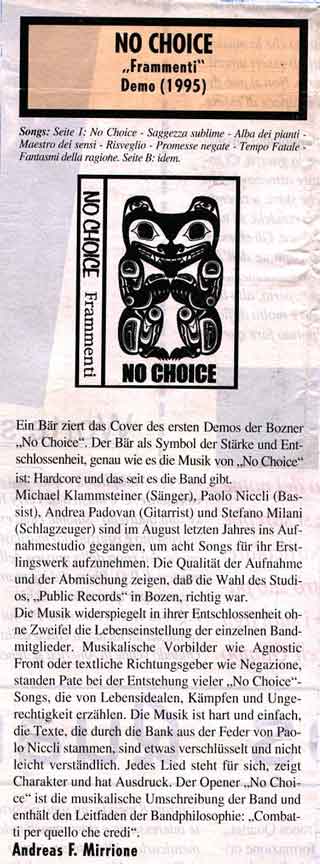 NO CHOICE
„Frammenti“
Demo (1995)
Songs: Seite 1: No Choice - Saggezza sublime - Alba dei pianti -
Maestro dei sensi - Risveglio - Promesse negate - Tempo Fatale -
Fantasmi della ragione. Seite B: idem.
NO CHOICE Frammenti
NO CHOICE
Ein Bär ziert das Cover des ersten Demos der Bozner
„No Choice“. Der Bär als Symbol der Stärke und Ent-
schlossenheit, genau wie es die Musik von „No Choice“
ist: Hardcore und das seit es die Band gibt.
Michael Klammsteiner (Sänger), Paolo Niccli (Bas-
sist), Andrea Padovan (Gitarrist) und Stefano Milani
(Schlagzeuger) sind im August letzten Jahres ins Auf-
nahmestudio gegangen, um acht Songs für ihr Erst-
lingswerk aufzunehmen. Die Qualität der Aufnahme
und der Abmischung zeigen, daß die Wahl des Studi-
os, „Public Records“ in Bozen, richtig war.
Die Musik widerspiegelt in ihrer Entschlossenheit oh-
ne Zweifel die Lebenseinstellung der einzelnen Band-
mitglieder. Musikalische Vorbilder wie Agnostic
Front oder textliche Richtungsgeber wie Negazione,
standen Pate bei der Entstehung vieler „No Choice“-
Songs, die von Lebensidealen, Kämpfen und Unge-
rechtigkeit erzählen. Die Musik ist hart und einfach,
die Texte, die durch die Bank aus der Feder von Pao-
lo Niccli stammen, sind etwas verschlüsselt und nicht
leicht verständlich. Jedes Lied steht für sich, zeigt
Charakter und hat Ausdruck. Der Opener „No Choi-
ce“ ist die musikalische Umschreibung der Band und
enthält den Leitfaden der Bandphilosophie: „Combat-
ti per quello che credi“.
Andreas F. Mirrione